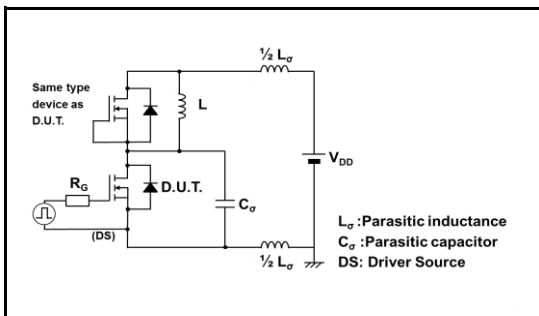 ½ Lσ
Same type
device as
D.U.T.
L
VDD
RG
D.U.T.
Cσ
(DS)
½ Lσ
Lσ :Parasitic inductance
Cσ :Parasitic capacitor
DS: Driver Source